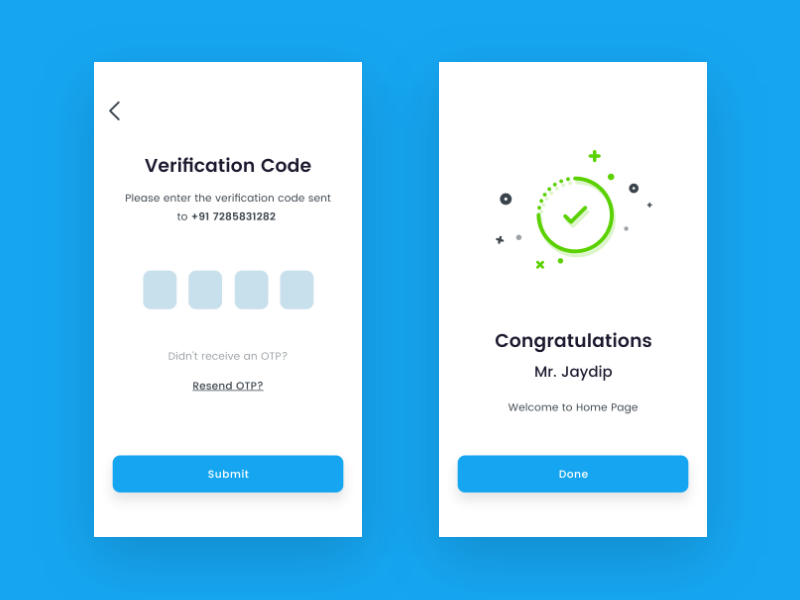 Verification Code
Please enter the verification code sent
to +91 7285831282
Didn't receive an OTP?
Resend OTP?
Submit
Congratulations
Mr. Jaydip
Welcome to Home Page
Done